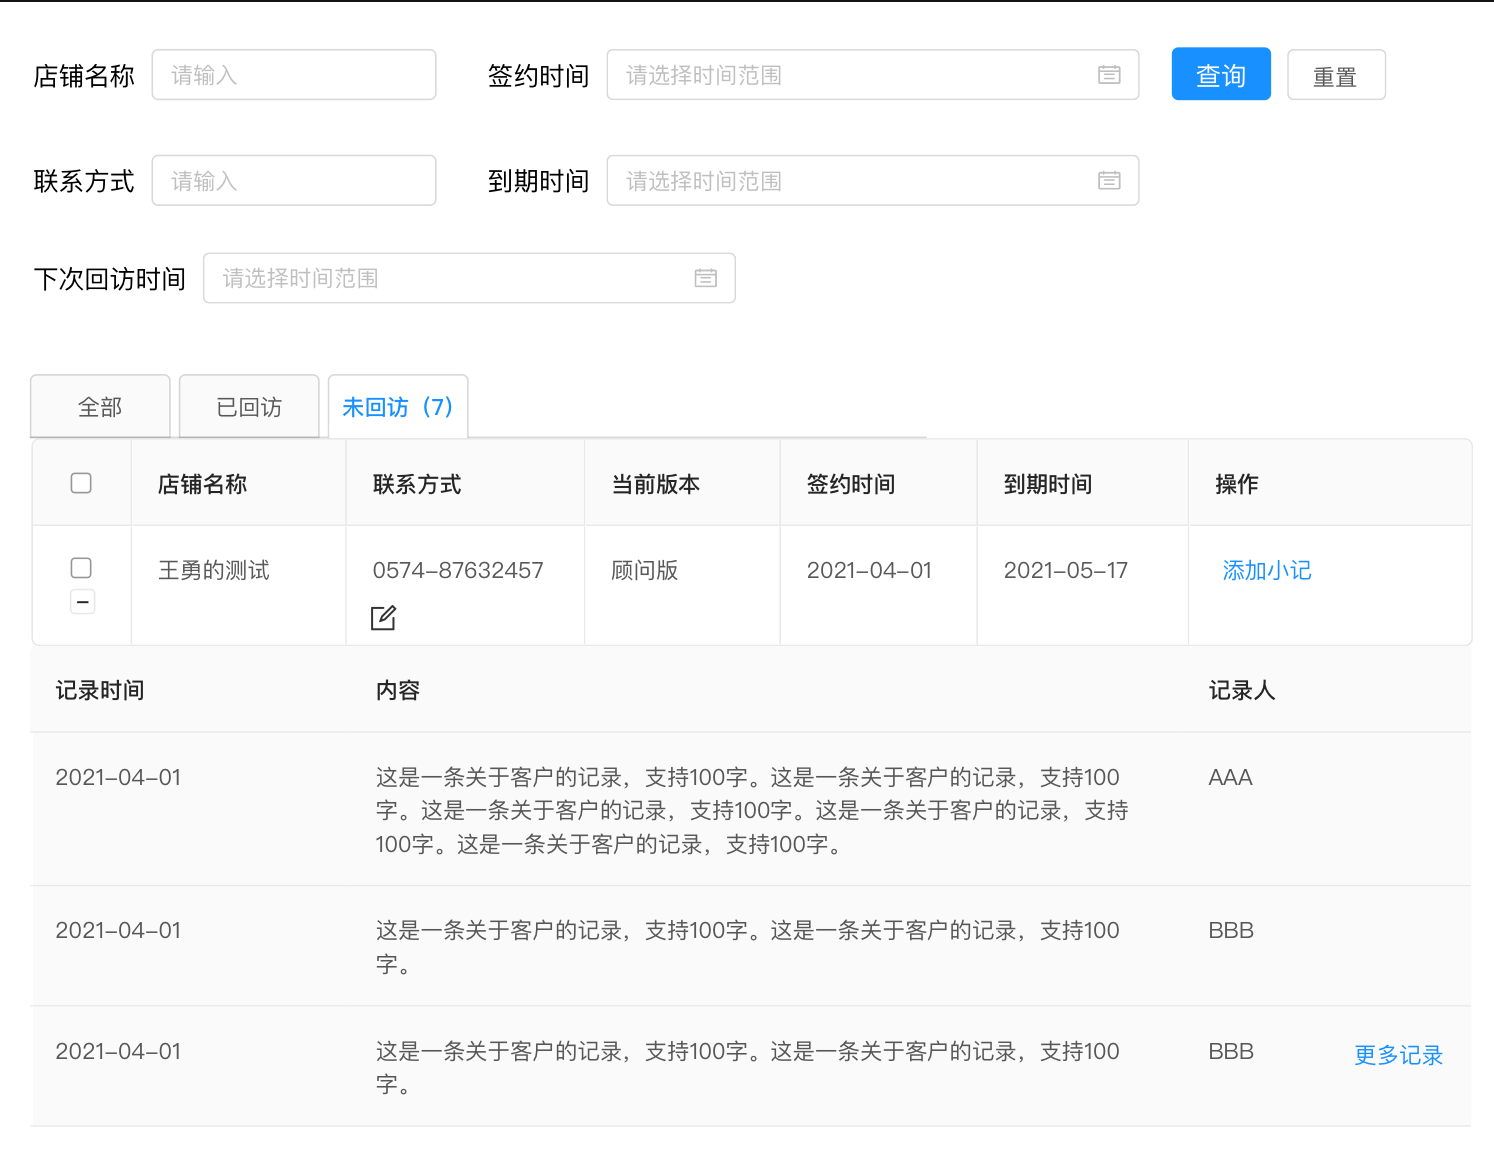 店铺名称 请输入 签约时间 请选择时间范围 查询 重置
联系方式 请输入 到期时间 请选择时间范围
下次回访时间 请选择时间范围
全部 已回访 未回访（7）
店铺名称 联系方式 当前版本 签约时间 到期时间 操作
王勇的测试 0574-87632457 顾问版 2021-04-01 2021-05-17 添加小记
记录时间 内容 记录人
2021-04-01 这是一条关于客户的记录，支持100字。这是一条关于客户的记录，支持100 AAA
字。这是一条关于客户的记录，支持100字。这是一条关于客户的记录，支持
100字。这是一条关于客户的记录，支持100字。
2021-04-01 这是一条关于客户的记录，支持100字。这是一条关于客户的记录，支持100 BBB
字。
2021-04-01 这是一条关于客户的记录，支持100字。这是一条关于客户的记录，支持100 BBB 更多记录
字。